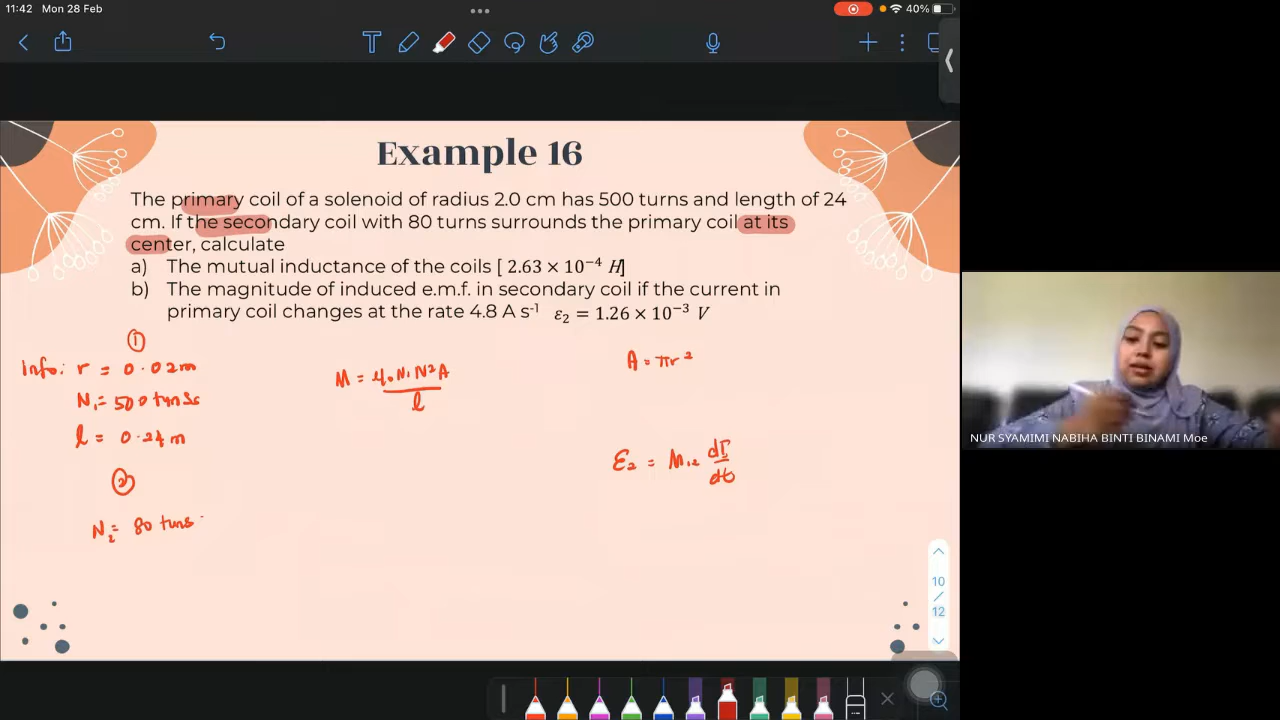 11:42 Mon 28 Feb
40%
Example 16
The primary coil of a solenoid of radius 2.0 cm has 500 turns and length of 24
cm. If the secondary coil with 80 turns surrounds the primary coil at its
center, calculate
a) The mutual inductance of the coils [ 2.63 × 10⁻⁴ H]
b) The magnitude of induced e.m.f. in secondary coil if the current in
primary coil changes at the rate 4.8 A s⁻¹ ε₂ = 1.26 × 10⁻³ V
①
info: r = 0.02m
N₁= 500 turns
l = 0.24 m
②
N₂= 80 turns
M = μ₀N₁N²A
l
A = πr²
ε₂ = M₁₂ dI
dt
NUR SYAMIMI NABIHA BINTI BINAMI Moe
10
/
12